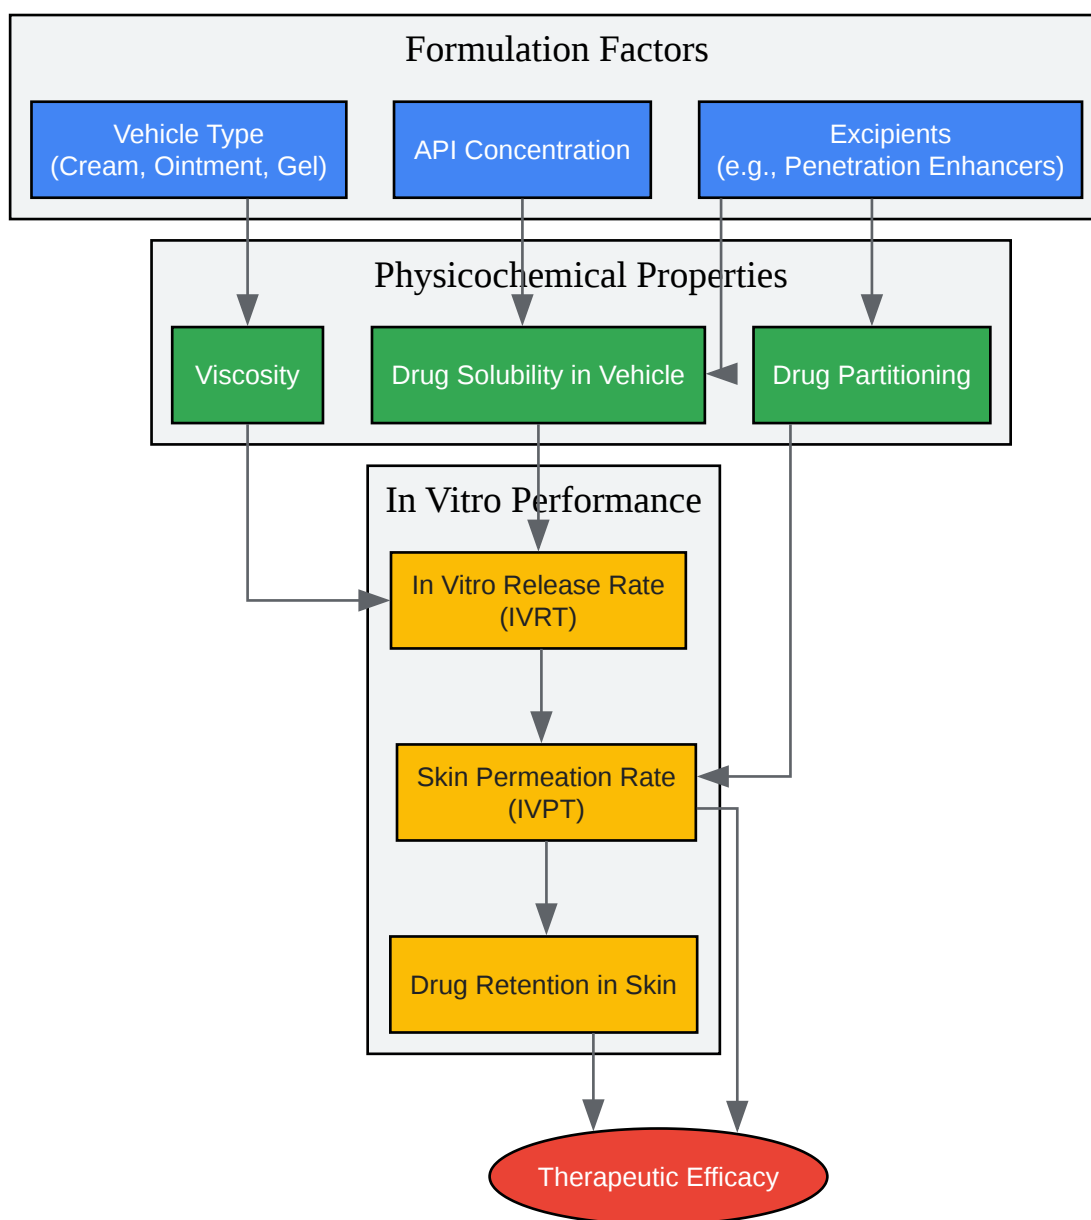 Formulation Factors
Vehicle Type
(Cream, Ointment, Gel)
API Concentration
Excipients
(e.g., Penetration Enhancers)
Physicochemical Properties
Viscosity
Drug Solubility in Vehicle
Drug Partitioning
In Vitro Performance
In Vitro Release Rate
(IVRT)
Skin Permeation Rate
(IVPT)
Drug Retention in Skin
Therapeutic Efficacy